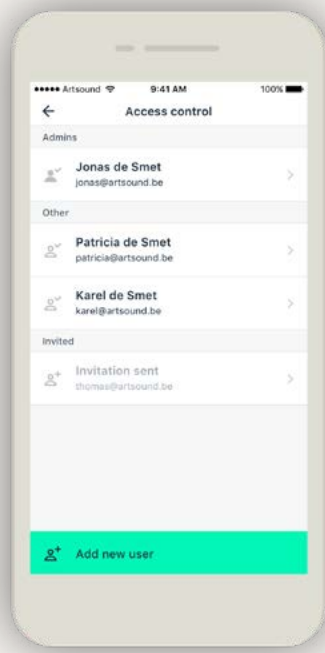 Artsound 9:41 AM 100%
Access control
Admins
Jonas de Smet
jonas@artsound.be
Other
Patricia de Smet
patricia@artsound.be
Karel de Smet
karel@artsound.be
Invited
Invitation sent
thomas@artsound.be
Add new user